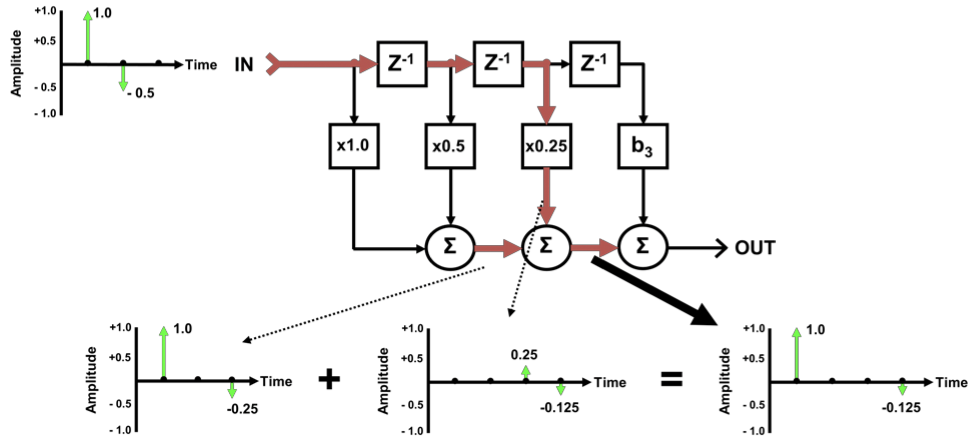 +1.0
1.0
+0.5
Amplitude
Time
- 0.5
- 0.5
- 1.0
IN
Z-1
Z-1
Z-1
x1.0
x0.5
x0.25
b3
Σ
Σ
Σ
OUT
+1.0
1.0
+0.5
Amplitude
Time
- 0.5
-0.25
- 1.0
+
+1.0
+0.5
0.25
Amplitude
Time
- 0.5
-0.125
- 1.0
=
+1.0
1.0
+0.5
Amplitude
Time
- 0.5
-0.125
- 1.0